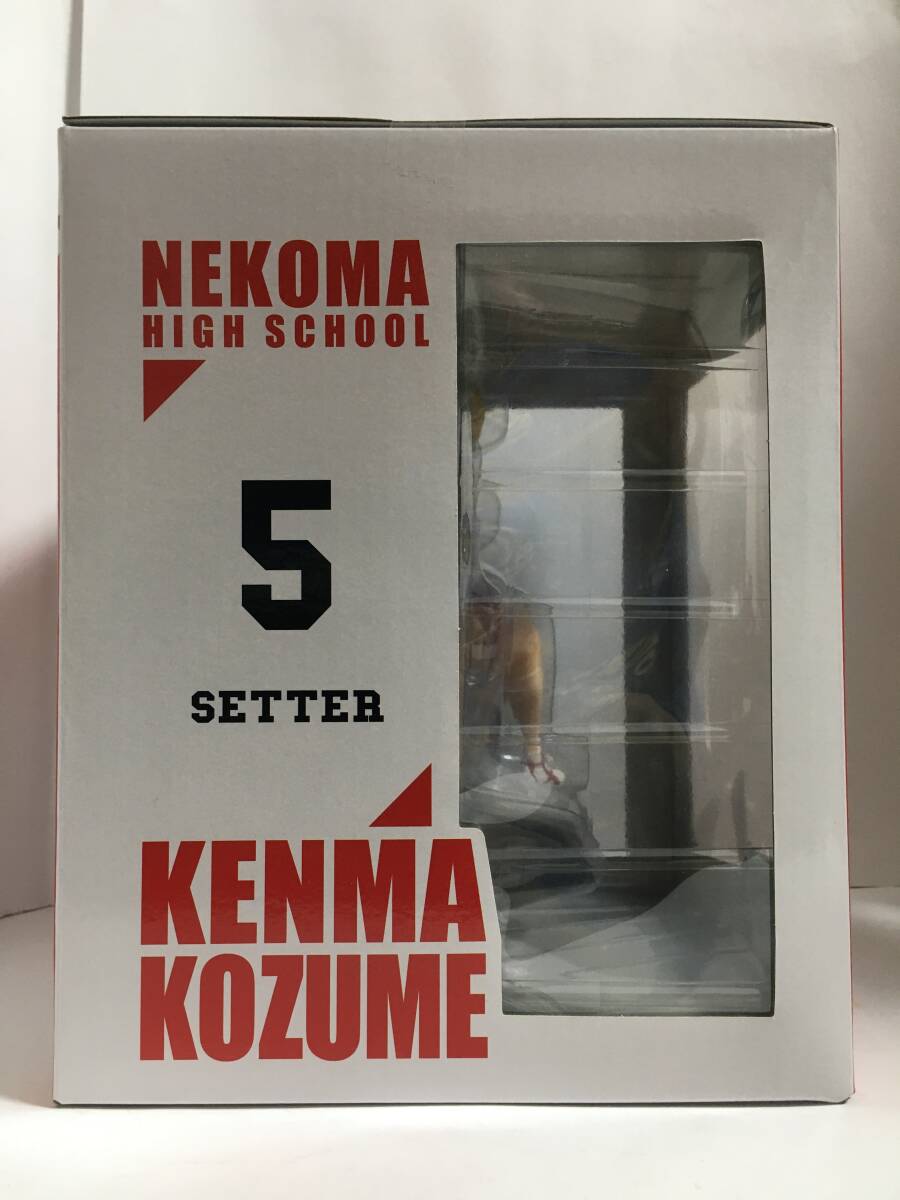 NEKOMA
HIGH SCHOOL
5
SETTER
KENMA
KOZUME